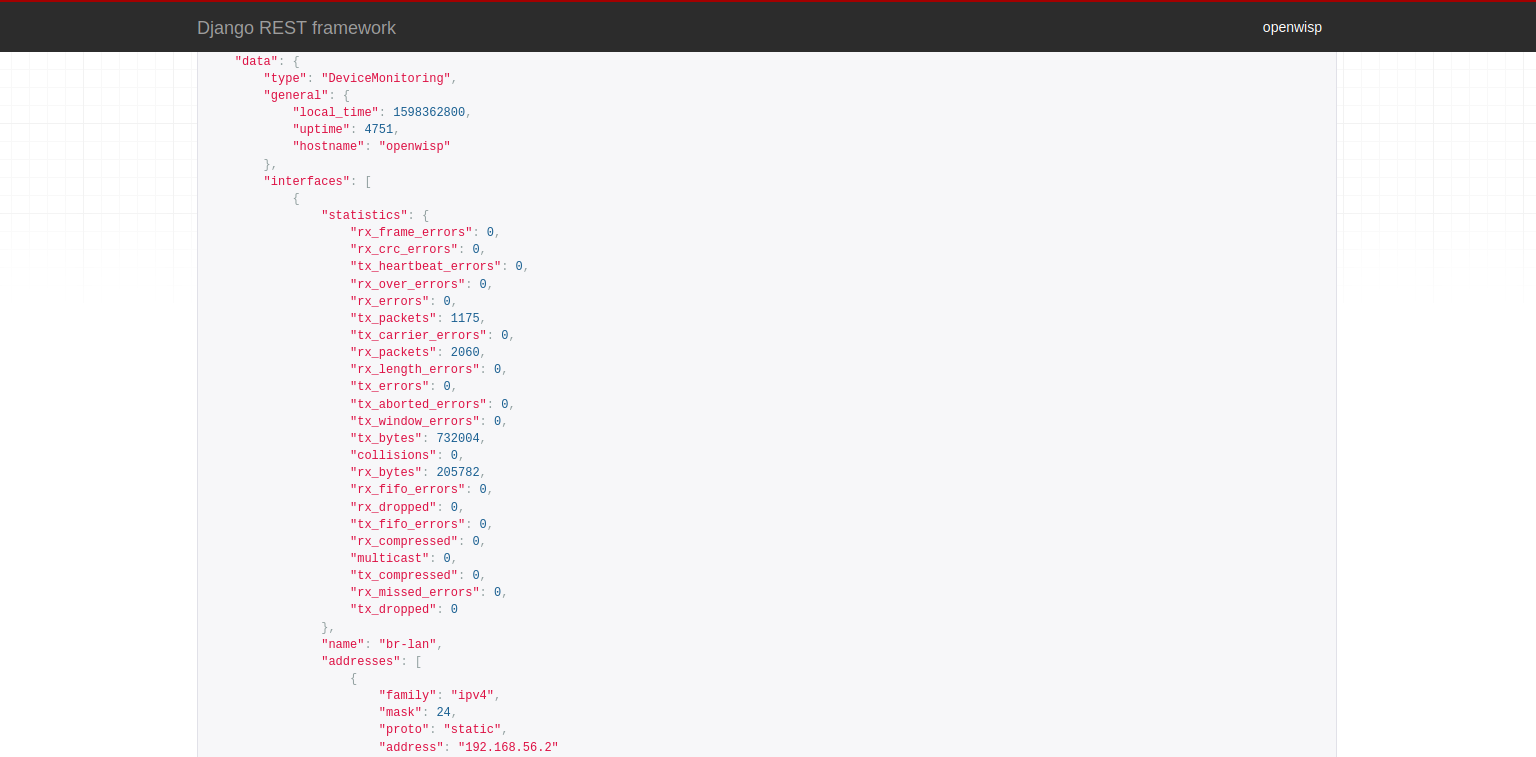 Django REST framework openwisp
"data": {
"type": "DeviceMonitoring",
"general": {
"local_time": 1598362800,
"uptime": 4751,
"hostname": "openwisp"
},
"interfaces": [
{
"statistics": {
"rx_frame_errors": 0,
"rx_crc_errors": 0,
"tx_heartbeat_errors": 0,
"rx_over_errors": 0,
"rx_errors": 0,
"tx_packets": 1175,
"tx_carrier_errors": 0,
"rx_packets": 2060,
"rx_length_errors": 0,
"tx_errors": 0,
"tx_aborted_errors": 0,
"tx_window_errors": 0,
"tx_bytes": 732004,
"collisions": 0,
"rx_bytes": 205782,
"rx_fifo_errors": 0,
"rx_dropped": 0,
"tx_fifo_errors": 0,
"rx_compressed": 0,
"multicast": 0,
"tx_compressed": 0,
"rx_missed_errors": 0,
"tx_dropped": 0
},
"name": "br-lan",
"addresses": [
{
"family": "ipv4",
"mask": 24,
"proto": "static",
"address": "192.168.56.2"